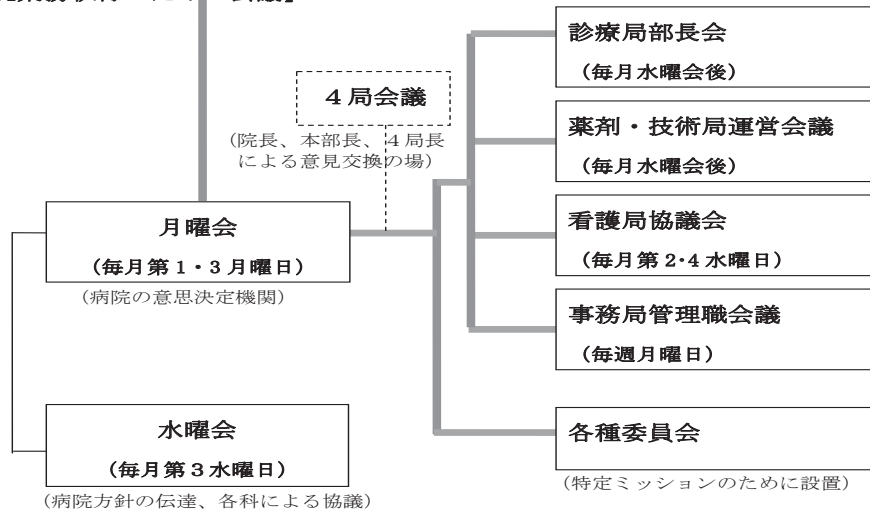 ４局会議
（院長、本部長、４局長
による意見交換の場）
月曜会
（毎月第１・３月曜日）
（病院の意思決定機関）
水曜会
（毎月第３水曜日）
（病院方針の伝達、各科による協議）
診療局部長会
（毎月水曜会後）
薬剤・技術局運営会議
（毎月水曜会後）
看護局協議会
（毎月第２・４水曜日）
事務局管理職会議
（毎週月曜日）
各種委員会
（特定ミッションのために設置）